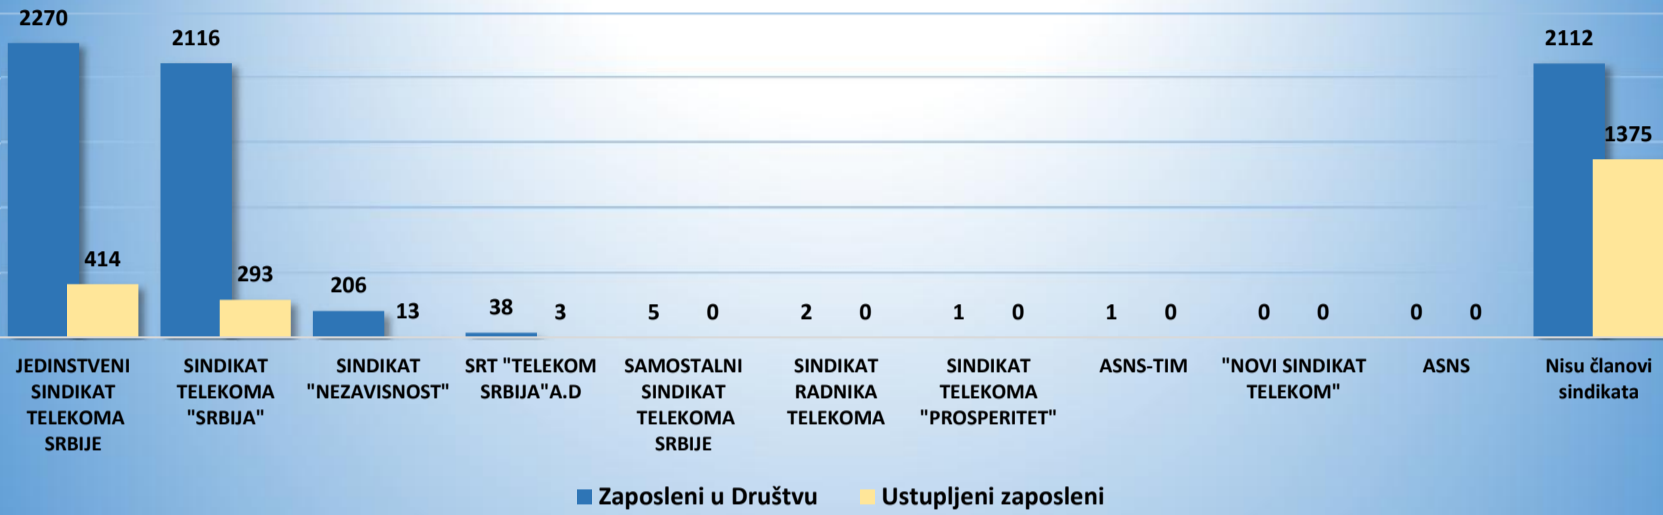 2270
414
2116
293
206
13
38
3
5
0
2
0
1
0
1
0
0
0
0
0
2112
1375
JEDINSTVENI
SINDIKAT
TELEKOMA
SRBIJE
SINDIKAT
TELEKOMA
"SRBIJA"
SINDIKAT
"NEZAVISNOST"
SRT "TELEKOM
SRBIJA"A.D
SAMOSTALNI
SINDIKAT
TELEKOMA
SRBIJE
SINDIKAT
RADNIKA
TELEKOMA
SINDIKAT
TELEKOMA
"PROSPERITET"
ASNS-TIM
"NOVI SINDIKAT
TELEKOM"
ASNS
Nisu članovi
sindikata
Zaposleni u Društvu
Ustupljeni zaposleni